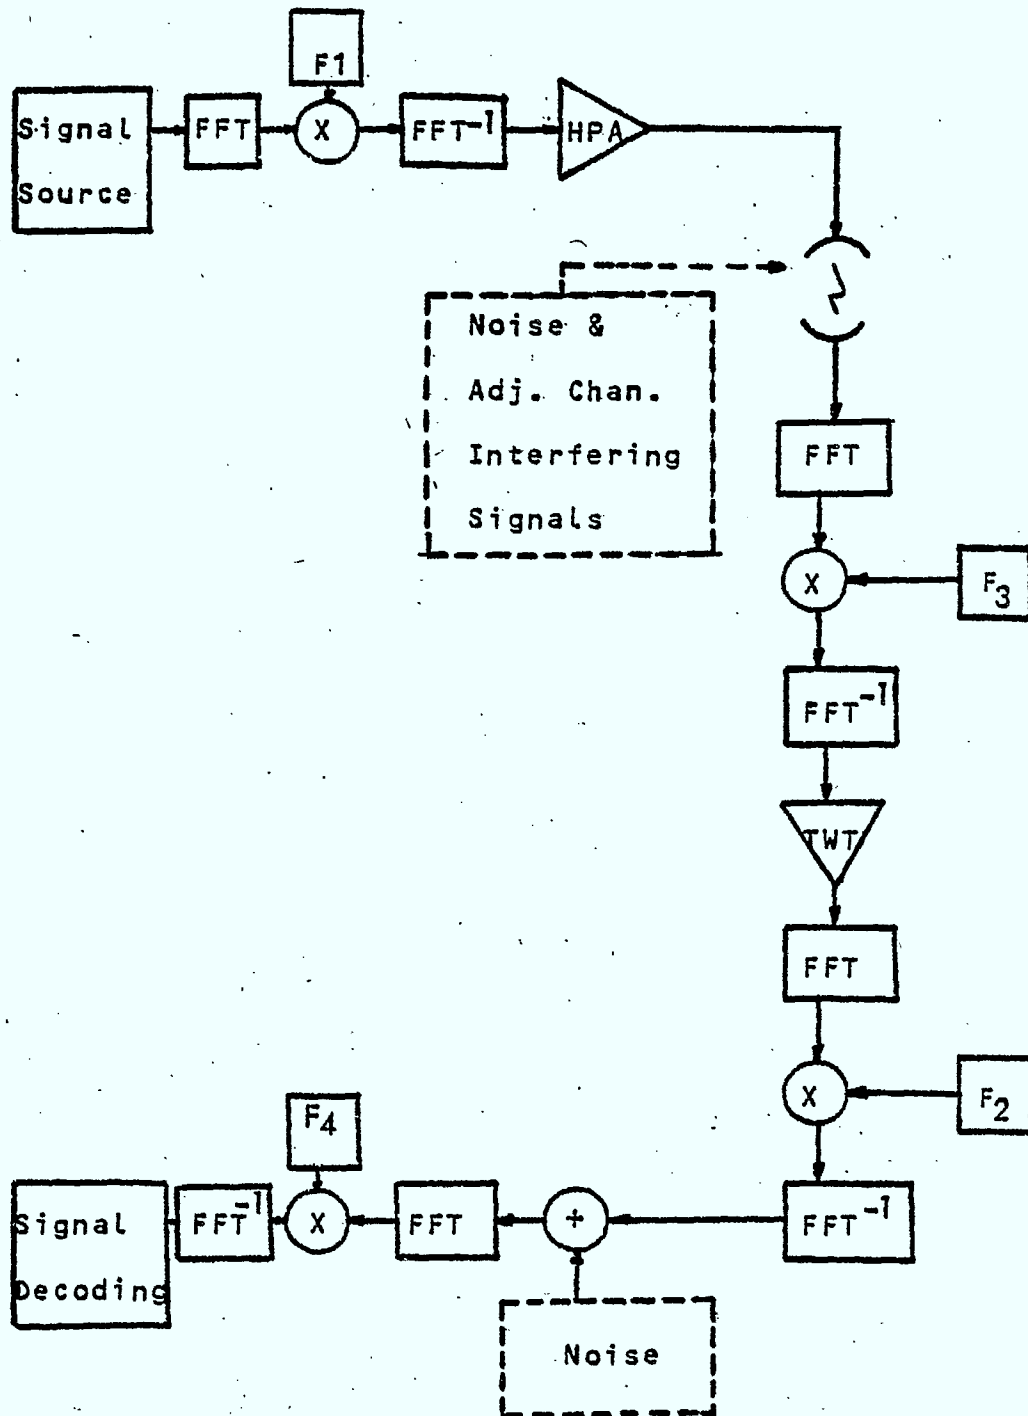 F1
Signal
Source
FFT
X
FFT-1
HPA
Noise &
Adj. Chan.
Interfering
Signals
FFT
X
F3
FFT-1
TWT
FFT
X
F2
FFT-1
+
Noise
FFT
X
F4
FFT-1
Signal
Decoding